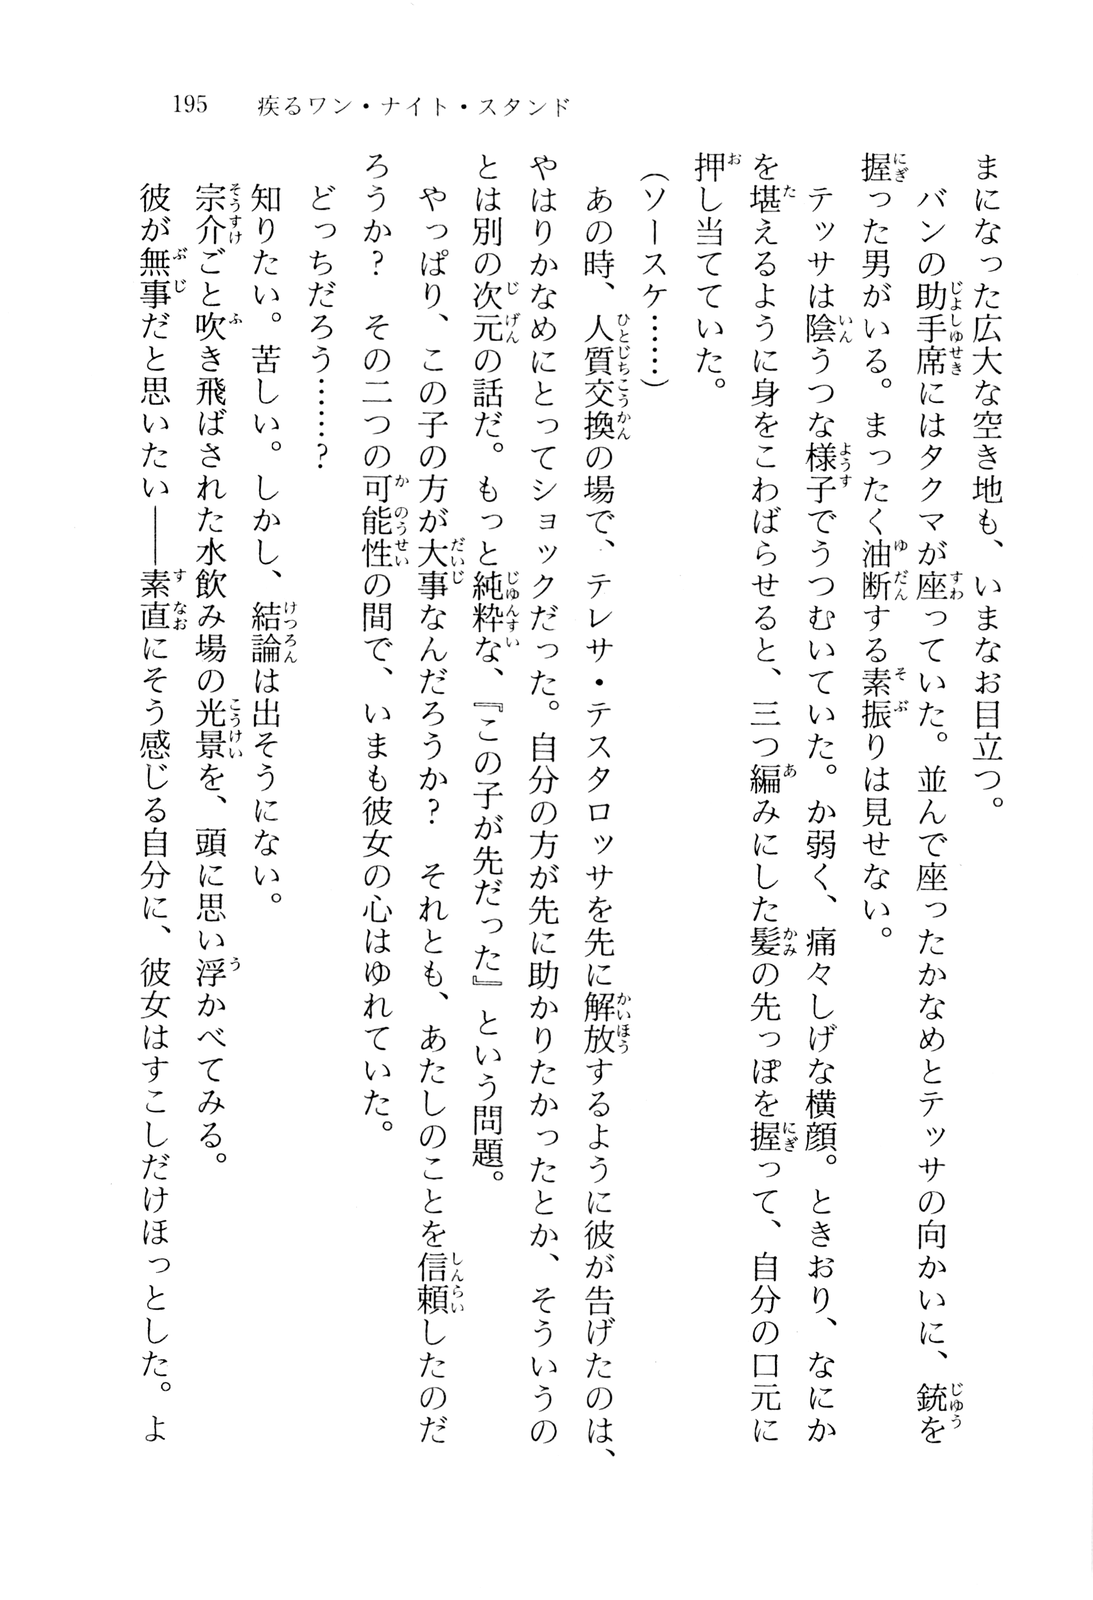 195　疾るワン・ナイト・スタンド
まになった広大な空き地も、いまなお目立つ。
　バンの助手席にはタクマが座っていた。並んで座ったかなめとテッサの向かいに、銃を
握った男がいる。まったく油断する素振りは見せない。
　テッサは陰うつな様子でうつむいていた。か弱く、痛々しげな横顔。ときおり、なにか
を堪えるように身をこわばらせると、三つ編みにした髪の先っぽを握って、自分の口元に
押し当てていた。
（ソースケ……）
　あの時、人質交換の場で、テレサ・テスタロッサを先に解放するように彼が告げたのは、
やはりかなめにとってショックだった。自分の方が先に助かりたかったとか、そういうの
とは別の次元の話だ。もっと純粋な、『この子が先だった』という問題。
　やっぱり、この子の方が大事なんだろうか？　それとも、あたしのことを信頼したのだ
ろうか？　その二つの可能性の間で、いまも彼女の心はゆれていた。
　どっちだろう……？
　知りたい。苦しい。しかし、結論は出そうにない。
　宗介ごと吹き飛ばされた水飲み場の光景を、頭に思い浮かべてみる。
　彼が無事だと思いたい――素直にそう感じる自分に、彼女はすこしだけほっとした。よ